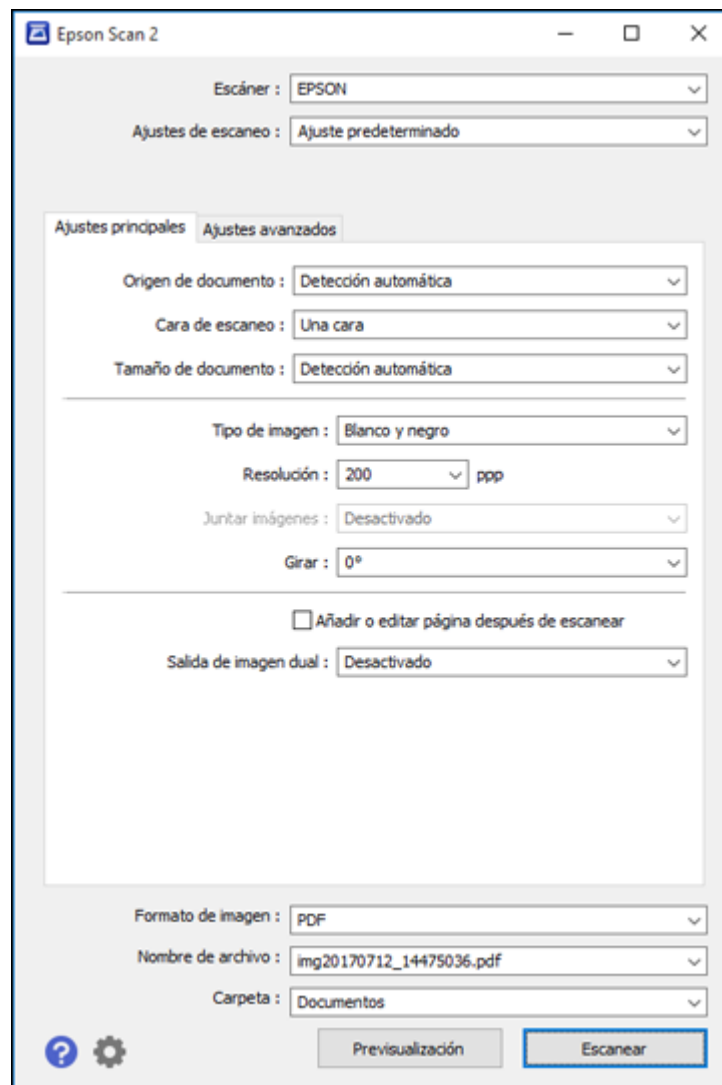 Epson Scan 2
Escáner : EPSON
Ajustes de escaneo : Ajuste predeterminado
Ajustes principales Ajustes avanzados
Origen de documento : Detección automática
Cara de escaneo : Una cara
Tamaño de documento : Detección automática
Tipo de imagen : Blanco y negro
Resolución : 200 ppp
Juntar imágenes : Desactivado
Girar : 0º
Añadir o editar página después de escanear
Salida de imagen dual : Desactivado
Formato de imagen : PDF
Nombre de archivo : img20170712_14475036.pdf
Carpeta : Documentos
? Previsualización Escanear